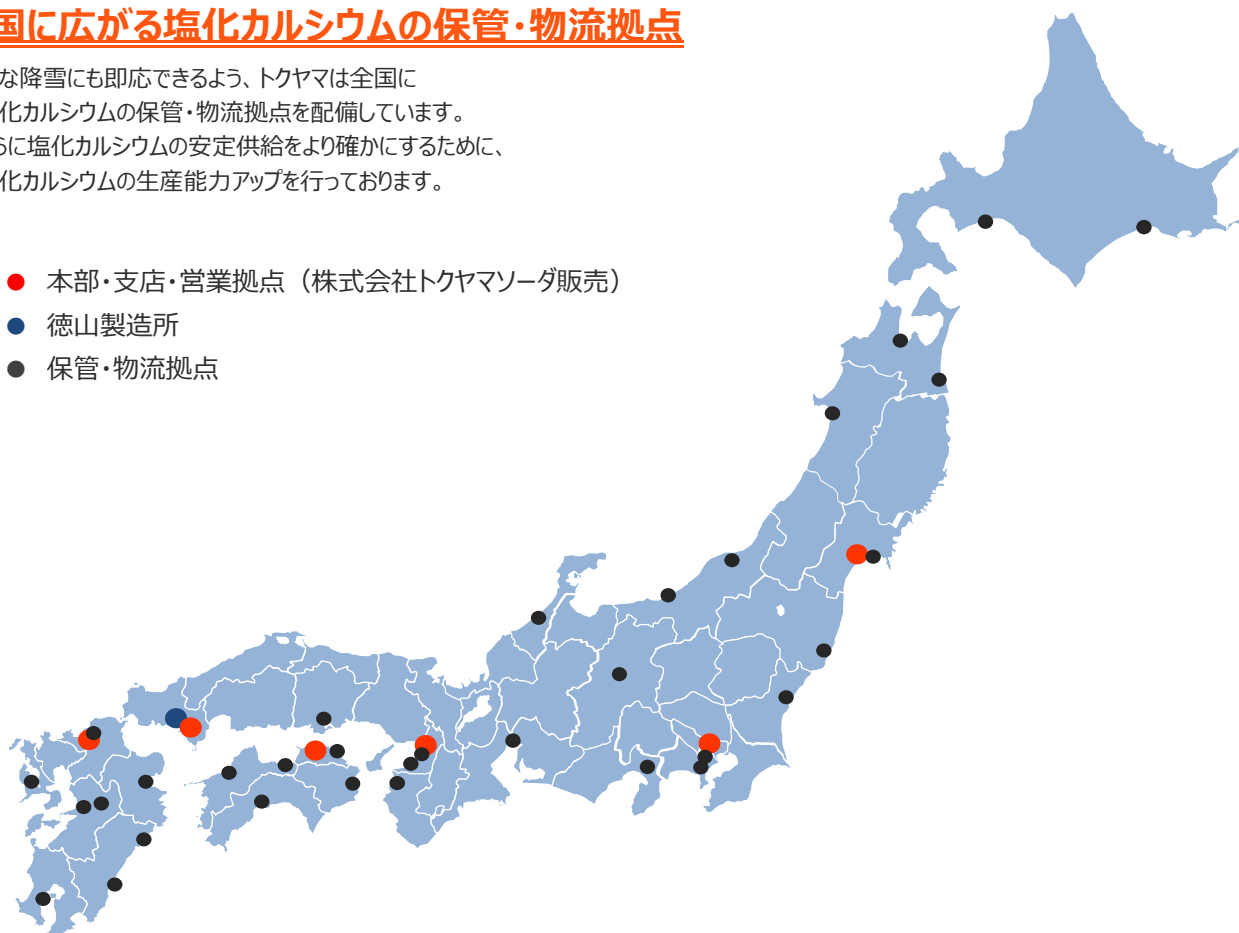 国に広がる塩化カルシウムの保管・物流拠点
な降雪にも即応できるよう、トクヤマは全国に
化カルシウムの保管・物流拠点を配備しています。
に塩化カルシウムの安定供給をより確かにするために、
化カルシウムの生産能力アップを行っております。
本部・支店・営業拠点（株式会社トクヤマソーダ販売）
徳山製造所
保管・物流拠点